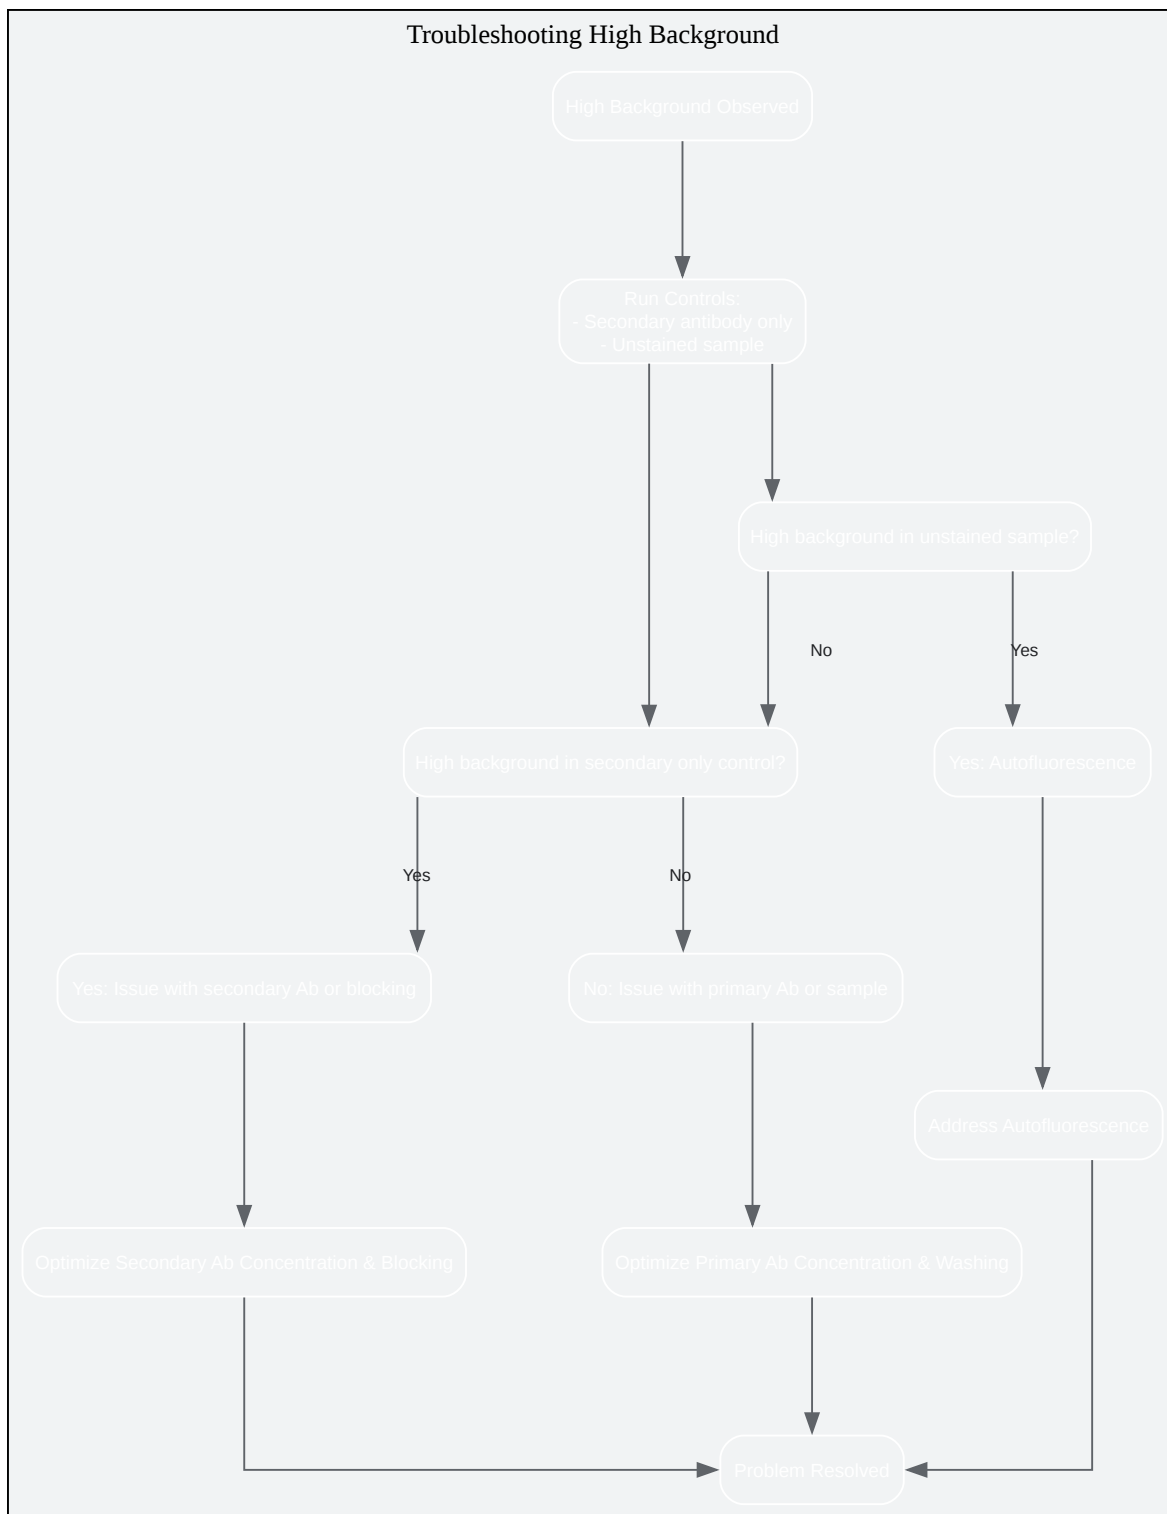 Troubleshooting High Background
High Background Observed
Run Controls:
- Secondary antibody only
- Unstained sample
High background in unstained sample?
No
Yes
High background in secondary only control?
Yes: Autofluorescence
Yes
No
Yes: Issue with secondary Ab or blocking
No: Issue with primary Ab or sample
Address Autofluorescence
Optimize Secondary Ab Concentration & Blocking
Optimize Primary Ab Concentration & Washing
Problem Resolved